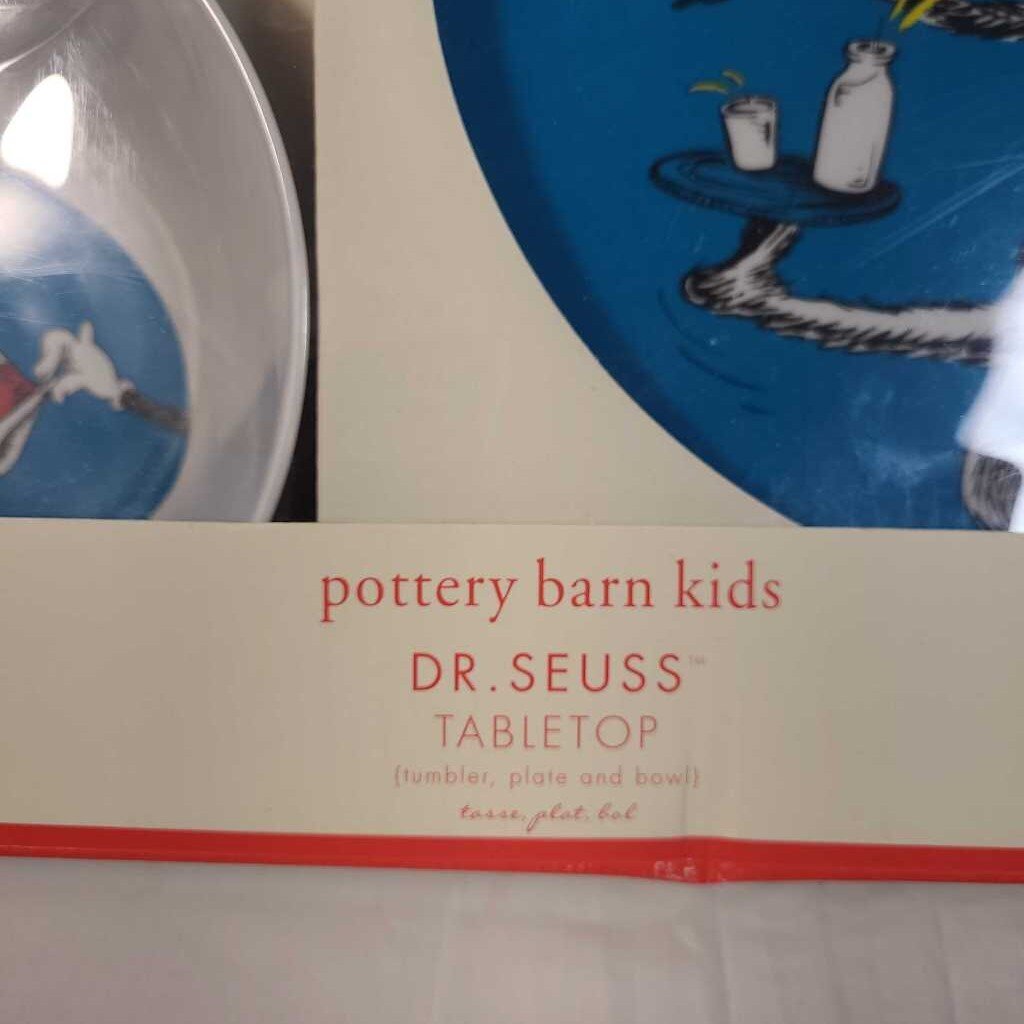 pottery barn kids
DR. SEUSS™
TABLETOP
{tumbler, plate and bowl}
tasse, plat, bol